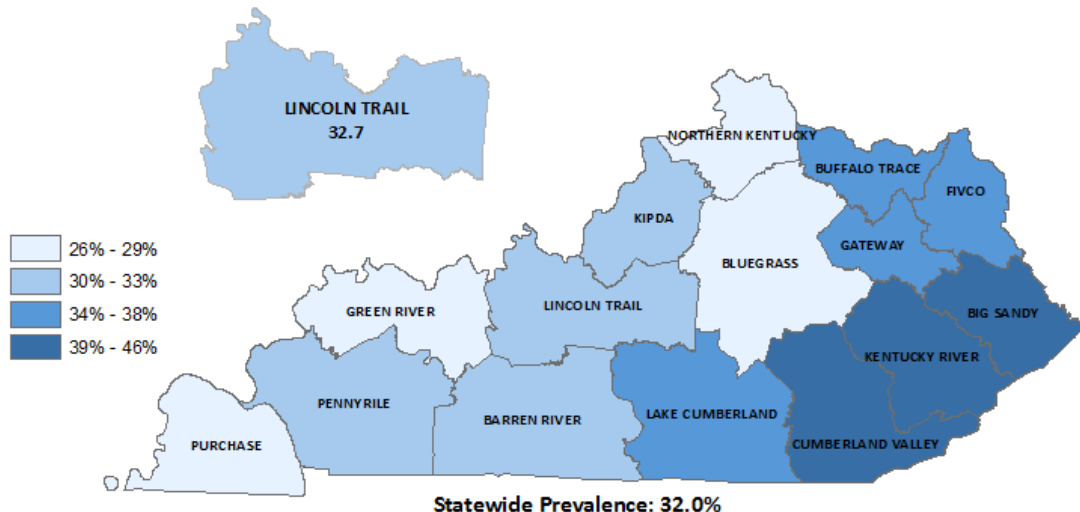 LINCOLN TRAIL
32.7
NORTHERN KENTUCKY
BUFFALO TRACE
FIVCO
KIPDA
GATEWAY
26% - 29%
30% - 33%
34% - 38%
39% - 46%
BLUEGRASS
LINCOLN TRAIL
GREEN RIVER
BIG SANDY
KENTUCKY RIVER
PENNYRILE
BARREN RIVER
LAKE CUMBERLAND
PURCHASE
CUMBERLAND VALLEY
Statewide Prevalence: 32.0%